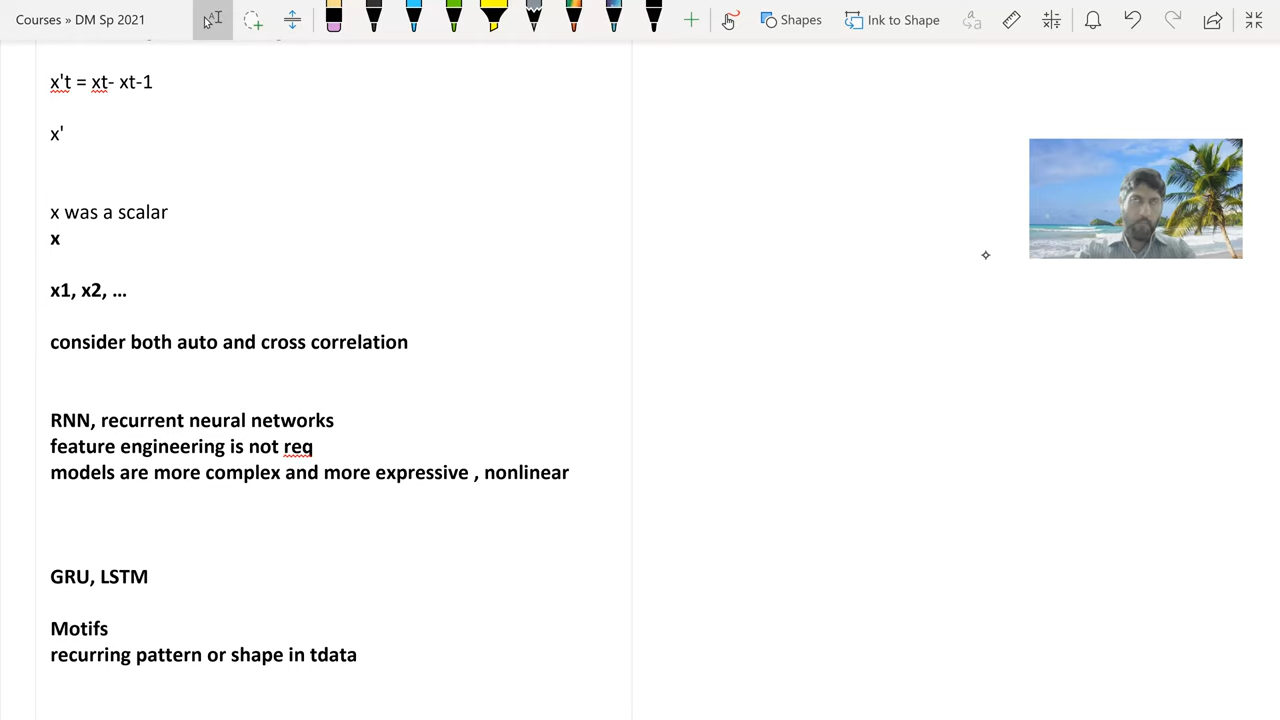 Courses » DM Sp 2021
Shapes
Ink to Shape
x't = xt- xt-1
x'
x was a scalar
x
x1, x2, ...
consider both auto and cross correlation
RNN, recurrent neural networks
feature engineering is not req
models are more complex and more expressive , nonlinear
GRU, LSTM
Motifs
recurring pattern or shape in tdata